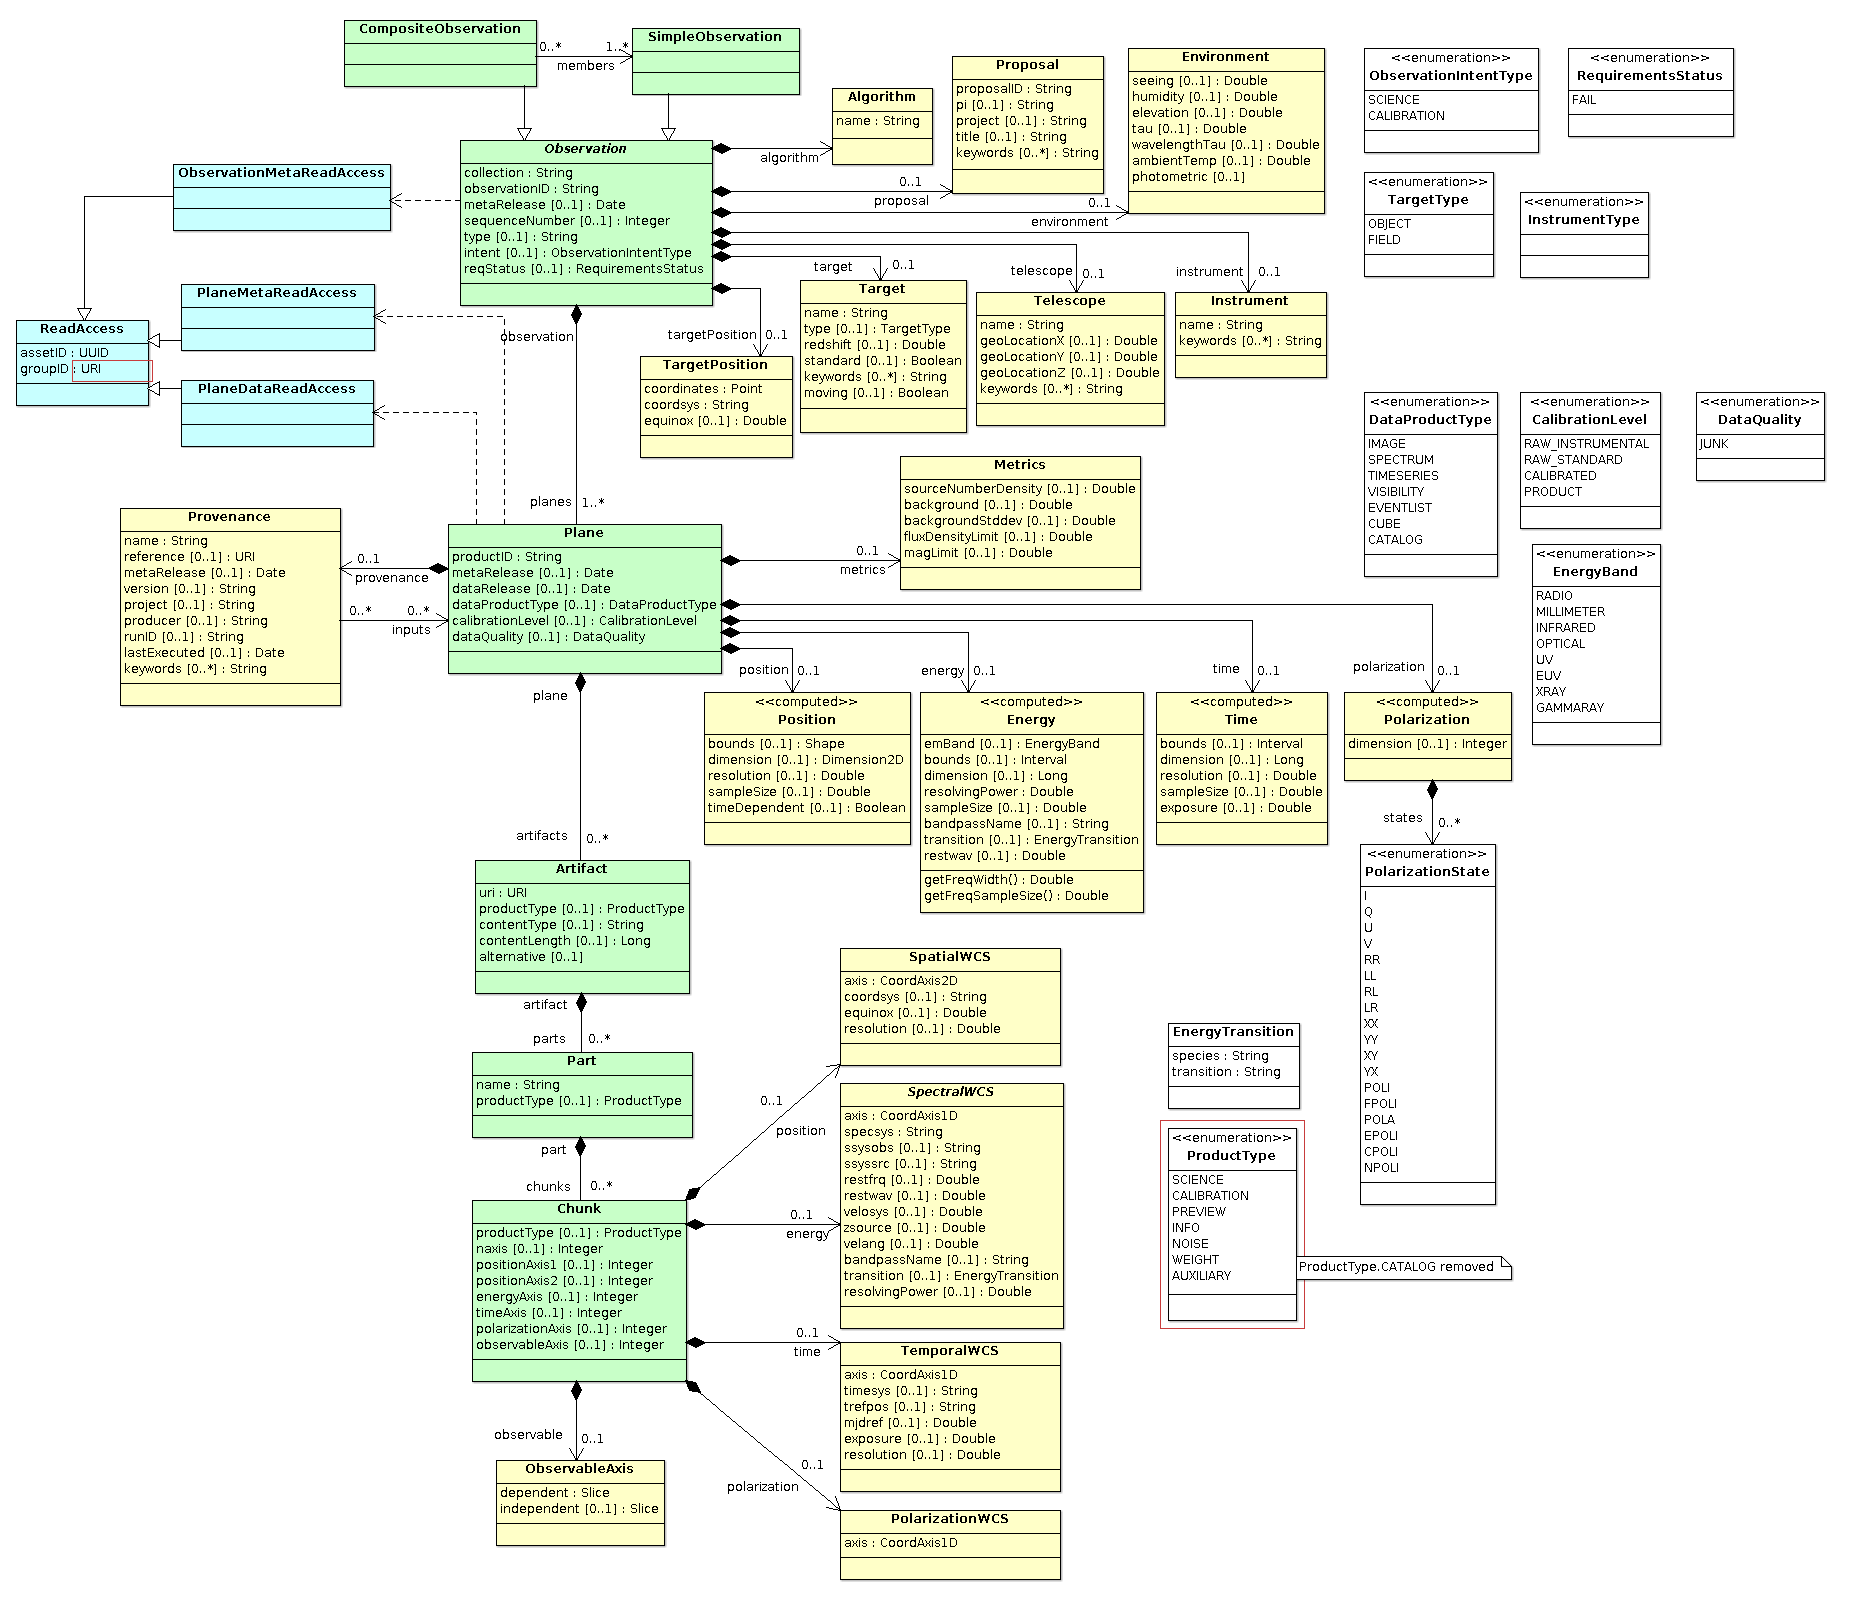 CompositeObservation
0..*
1..*
members
SimpleObservation
Algorithm
name : String
Proposal
proposalID : String
pi [0..1] : String
project [0..1] : String
title [0..1] : String
keywords [0..*] : String
Environment
seeing [0..1] : Double
humidity [0..1] : Double
elevation [0..1] : Double
tau [0..1] : Double
wavelengthTau [0..1] : Double
ambientTemp [0..1] : Double
photometric [0..1]
<<enumeration>>
ObservationIntentType
SCIENCE
CALIBRATION
<<enumeration>>
RequirementsStatus
FAIL
<<enumeration>>
TargetType
OBJECT
FIELD
<<enumeration>>
InstrumentType
Observation
collection : String
observationID : String
metaRelease [0..1] : Date
sequenceNumber [0..1] : Integer
type [0..1] : String
intent [0..1] : ObservationIntentType
reqStatus [0..1] : RequirementsStatus
algorithm
0..1
proposal
0..1
environment
target
0..1
telescope
0..1
instrument
0..1
targetPosition
0..1
ObservationMetaReadAccess
PlaneMetaReadAccess
ReadAccess
assetID : UUID
groupID : URI
PlaneDataReadAccess
observation
planes
1..*
TargetPosition
coordinates : Point
coordsys : String
equinox [0..1] : Double
Target
name : String
type [0..1] : TargetType
redshift [0..1] : Double
standard [0..1] : Boolean
keywords [0..*] : String
moving [0..1] : Boolean
Telescope
name : String
geoLocationX [0..1] : Double
geoLocationY [0..1] : Double
geoLocationZ [0..1] : Double
keywords [0..*] : String
Instrument
name : String
keywords [0..*] : String
<<enumeration>>
DataProductType
IMAGE
SPECTRUM
TIMESERIES
VISIBILITY
EVENTLIST
CUBE
CATALOG
<<enumeration>>
CalibrationLevel
RAW_INSTRUMENTAL
RAW_STANDARD
CALIBRATED
PRODUCT
<<enumeration>>
DataQuality
JUNK
<<enumeration>>
EnergyBand
RADIO
MILLIMETER
INFRARED
OPTICAL
UV
EUV
XRAY
GAMMARAY
Metrics
sourceNumberDensity [0..1] : Double
background [0..1] : Double
backgroundStddev [0..1] : Double
fluxDensityLimit [0..1] : Double
magLimit [0..1] : Double
Provenance
name : String
reference [0..1] : URI
metaRelease [0..1] : Date
version [0..1] : String
project [0..1] : String
producer [0..1] : String
runID [0..1] : String
lastExecuted [0..1] : Date
keywords [0..*] : String
0..1
provenance
0..*
0..*
inputs
Plane
productID : String
metaRelease [0..1] : Date
dataRelease [0..1] : Date
dataProductType [0..1] : DataProductType
calibrationLevel [0..1] : CalibrationLevel
dataQuality [0..1] : DataQuality
0..1
metrics
position
0..1
energy
0..1
time
0..1
polarization
0..1
<<computed>>
Position
bounds [0..1] : Shape
dimension [0..1] : Dimension2D
resolution [0..1] : Double
sampleSize [0..1] : Double
timeDependent [0..1] : Boolean
<<computed>>
Energy
emBand [0..1] : EnergyBand
bounds [0..1] : Interval
dimension [0..1] : Long
resolvingPower : Double
sampleSize [0..1] : Double
bandpassName [0..1] : String
transition [0..1] : EnergyTransition
restwav [0..1] : Double
getFreqWidth() : Double
getFreqSampleSize() : Double
<<computed>>
Time
bounds [0..1] : Interval
dimension [0..1] : Long
resolution [0..1] : Double
sampleSize [0..1] : Double
exposure [0..1] : Double
<<computed>>
Polarization
dimension [0..1] : Integer
states
0..*
<<enumeration>>
PolarizationState
I
Q
U
V
RR
LL
RL
LR
XX
YY
XY
YX
POLI
FPOLI
POLA
EPOLI
CPOLI
NPOLI
plane
artifacts
0..*
Artifact
uri : URI
productType [0..1] : ProductType
contentType [0..1] : String
contentLength [0..1] : Long
alternative [0..1]
artifact
parts
0..*
Part
name : String
productType [0..1] : ProductType
part
chunks
0..*
Chunk
productType [0..1] : ProductType
naxis [0..1] : Integer
positionAxis1 [0..1] : Integer
positionAxis2 [0..1] : Integer
energyAxis [0..1] : Integer
timeAxis [0..1] : Integer
polarizationAxis [0..1] : Integer
observableAxis [0..1] : Integer
0..1
position
0..1
energy
0..1
time
0..1
polarization
observable
0..1
ObservableAxis
dependent : Slice
independent [0..1] : Slice
SpatialWCS
axis : CoordAxis2D
coordsys [0..1] : String
equinox [0..1] : Double
resolution [0..1] : Double
SpectralWCS
axis : CoordAxis1D
specsys : String
ssysobs [0..1] : String
ssyssrc [0..1] : String
restfrq [0..1] : Double
restwav [0..1] : Double
velosys [0..1] : Double
zsource [0..1] : Double
velang [0..1] : Double
bandpassName [0..1] : String
transition [0..1] : EnergyTransition
resolvingPower [0..1] : Double
TemporalWCS
axis : CoordAxis1D
timesys [0..1] : String
trefpos [0..1] : String
mjdref [0..1] : Double
exposure [0..1] : Double
resolution [0..1] : Double
PolarizationWCS
axis : CoordAxis1D
EnergyTransition
species : String
transition : String
<<enumeration>>
ProductType
SCIENCE
CALIBRATION
PREVIEW
INFO
NOISE
WEIGHT
AUXILIARY
ProductType.CATALOG removed